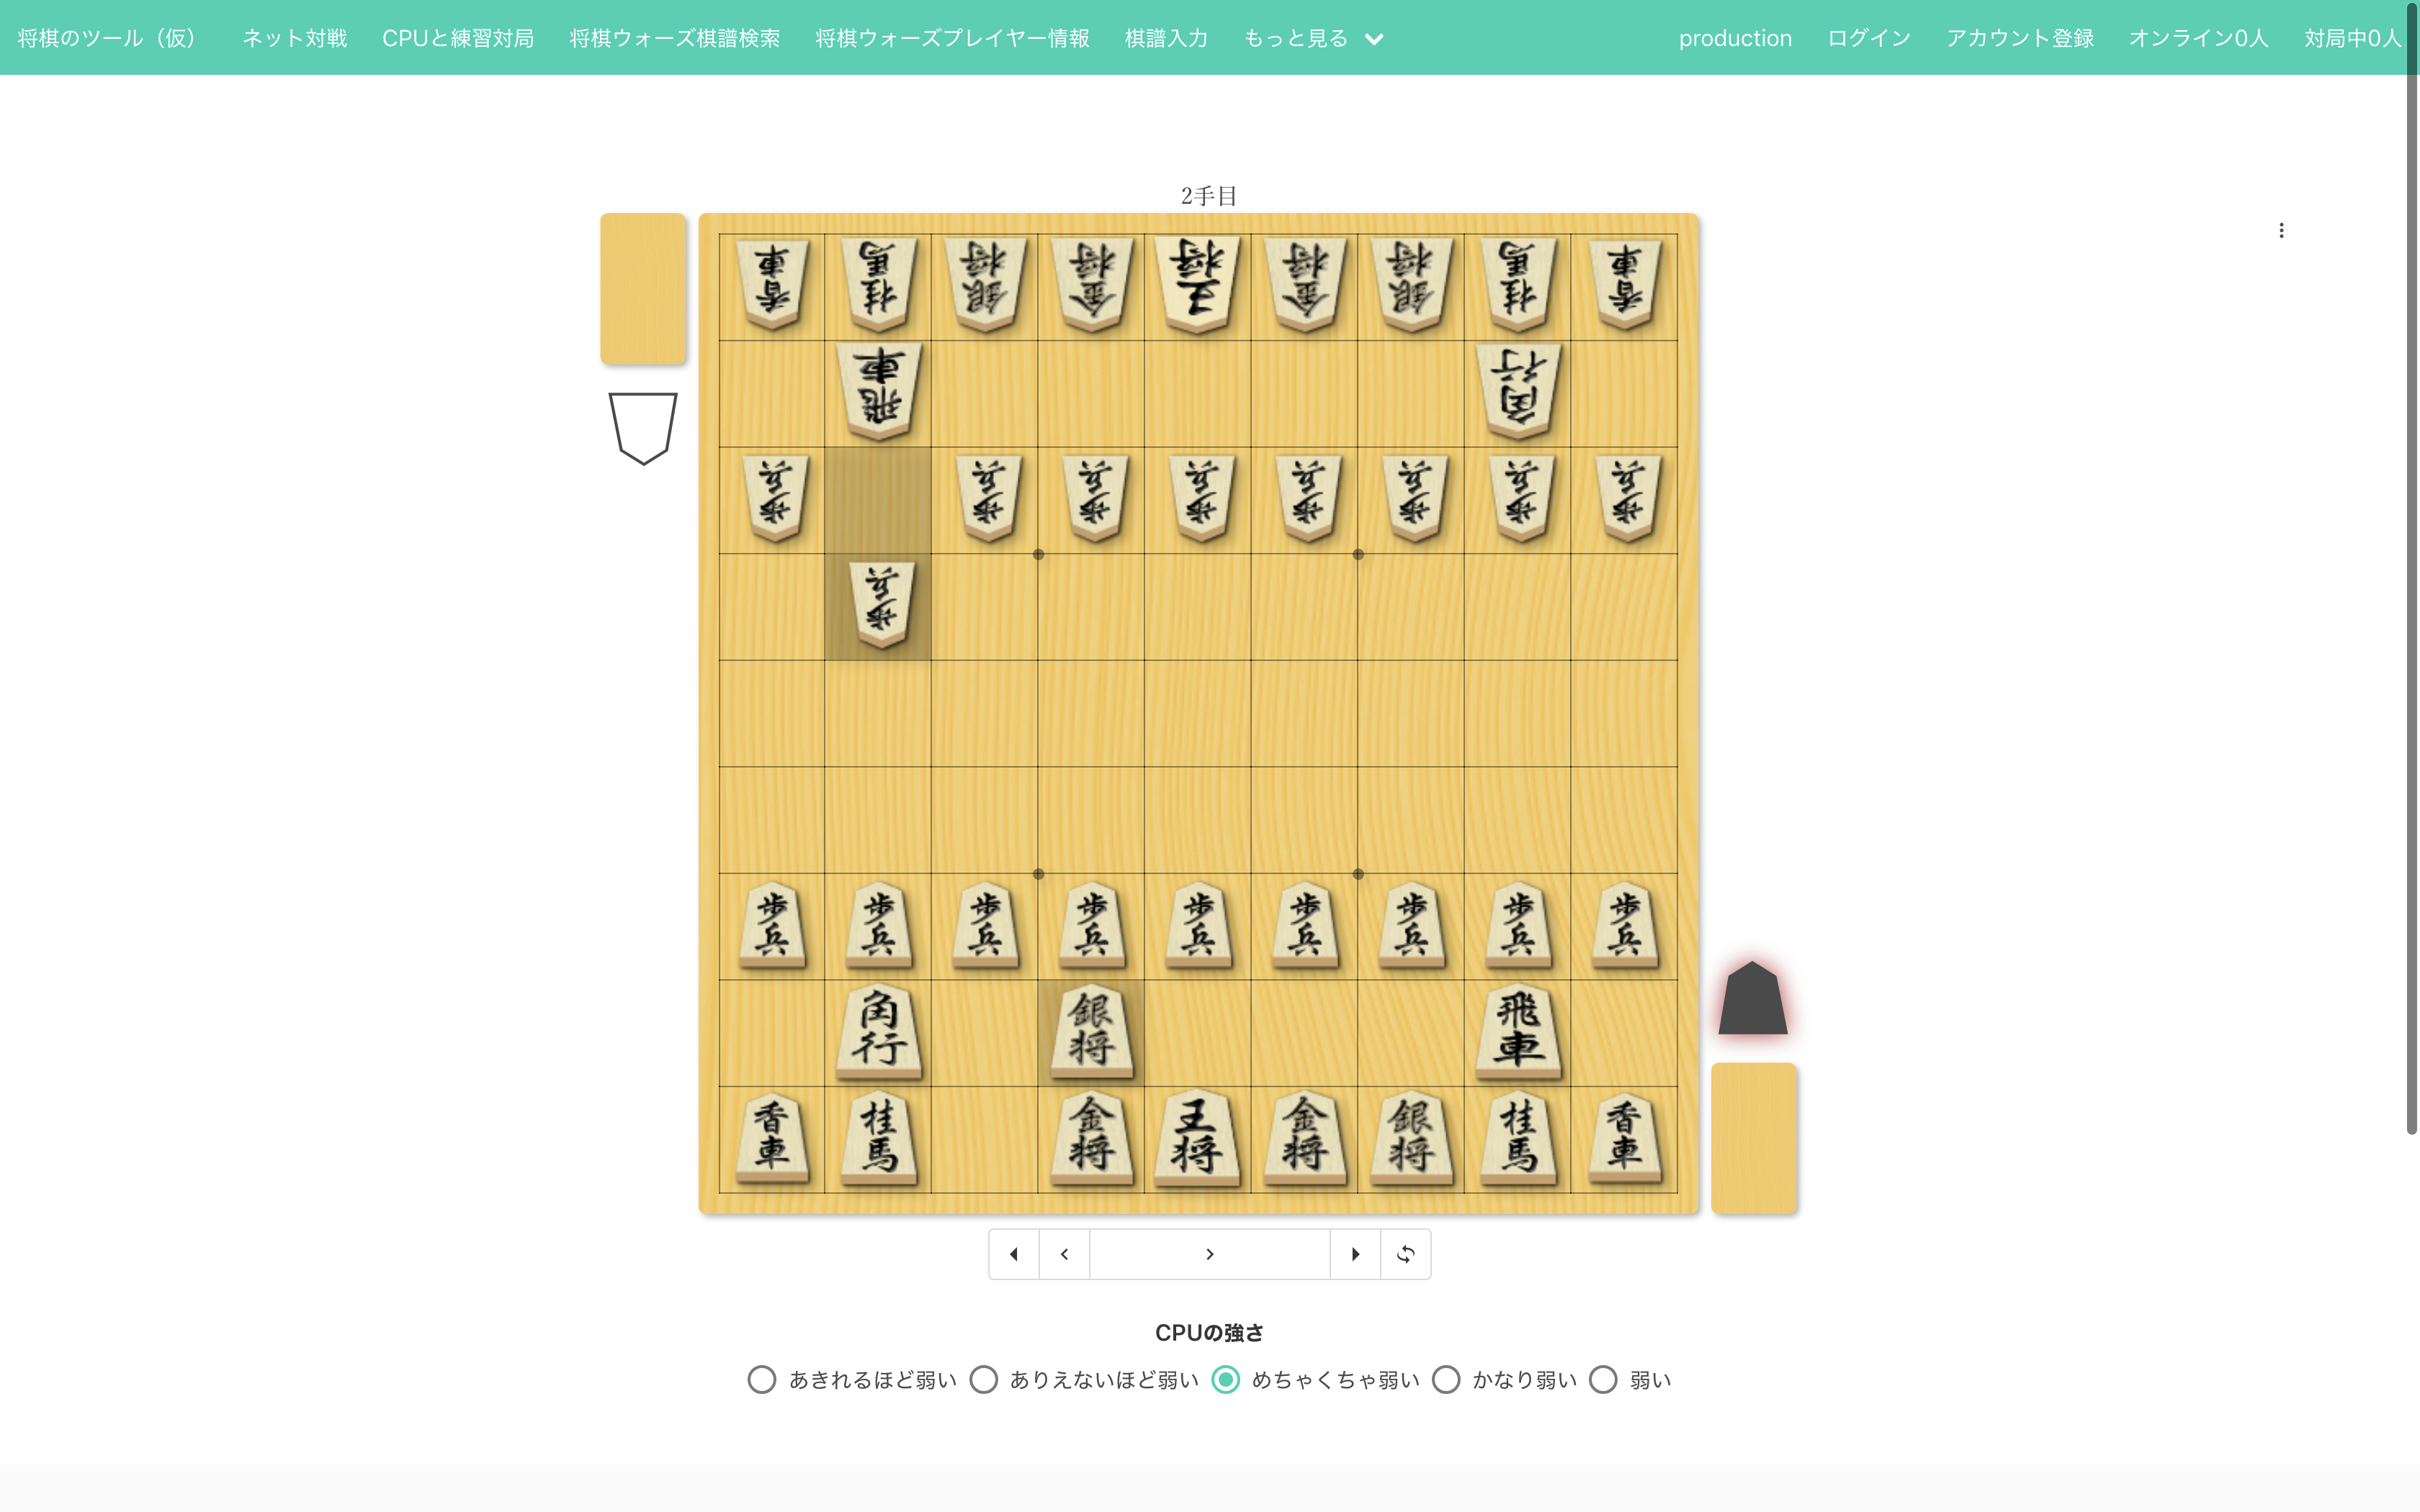 将棋のツール（仮） ネット対戦 CPUと練習対局 将棋ウォーズ棋譜検索 将棋ウォーズプレイヤー情報 棋譜入力 もっと見る production ログイン アカウント登録 オンライン0人 対局中0人
2手目
香車 桂馬 銀将 金将 王将 金将 銀将 桂馬 香車
飛車 角行
歩兵 歩兵 歩兵 歩兵 歩兵 歩兵 歩兵 歩兵
歩兵
歩兵 歩兵 歩兵 歩兵 歩兵 歩兵 歩兵 歩兵 歩兵
角行 銀将 飛車
香車 桂馬 金将 王将 金将 銀将 桂馬 香車
CPUの強さ
あきれるほど弱い ありえないほど弱い めちゃくちゃ弱い かなり弱い 弱い